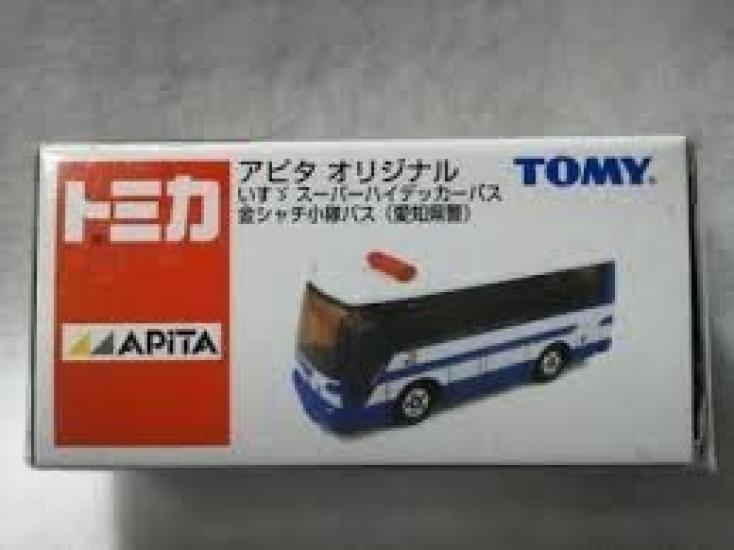 トミカ
APiTA
アピタ オリジナル
いすゞ スーパーハイデッカーバス
金シャチ小隊バス（愛知県警）
TOMY